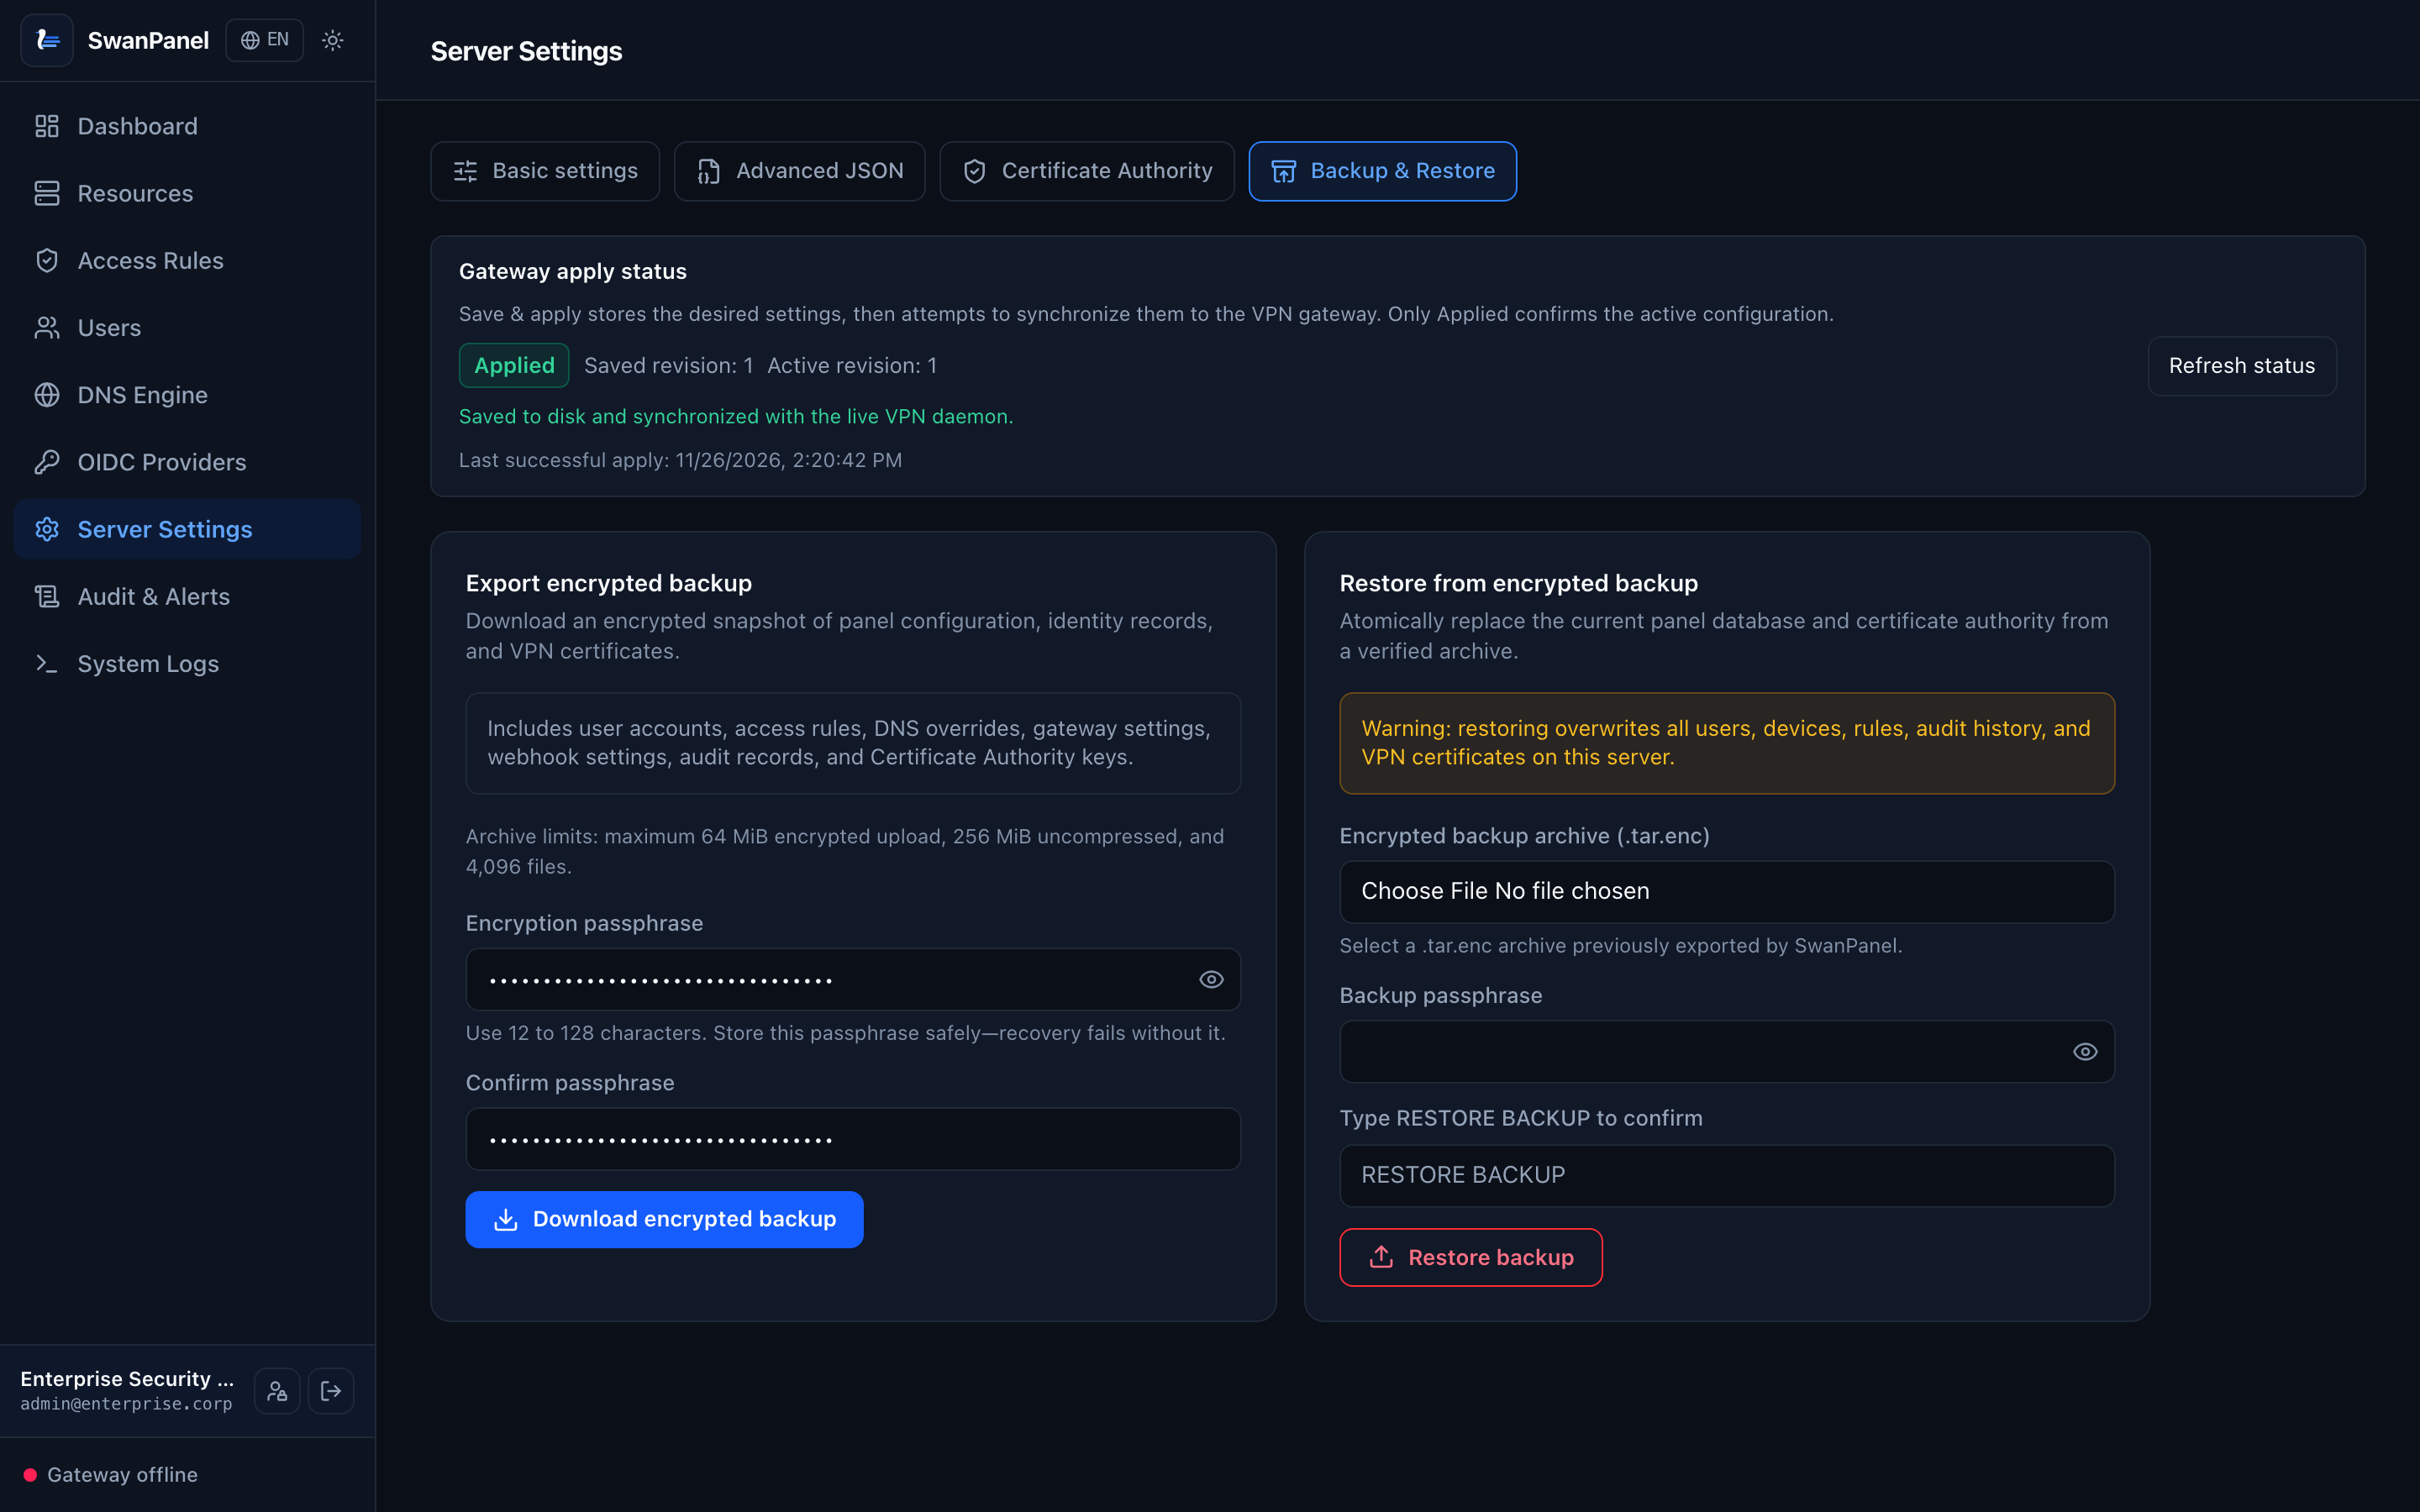 SwanPanel
EN
Dashboard
Resources
Access Rules
Users
DNS Engine
OIDC Providers
Server Settings
Audit & Alerts
System Logs
Enterprise Security ...
admin@enterprise.corp
Gateway offline
Server Settings
Basic settings
Advanced JSON
Certificate Authority
Backup & Restore
Gateway apply status
Save & apply stores the desired settings, then attempts to synchronize them to the VPN gateway. Only Applied confirms the active configuration.
Applied Saved revision: 1 Active revision: 1
Refresh status
Saved to disk and synchronized with the live VPN daemon.
Last successful apply: 11/26/2026, 2:20:42 PM
Export encrypted backup
Download an encrypted snapshot of panel configuration, identity records,
and VPN certificates.
Includes user accounts, access rules, DNS overrides, gateway settings,
webhook settings, audit records, and Certificate Authority keys.
Archive limits: maximum 64 MiB encrypted upload, 256 MiB uncompressed, and
4,096 files.
Encryption passphrase
Use 12 to 128 characters. Store this passphrase safely—recovery fails without it.
Confirm passphrase
Download encrypted backup
Restore from encrypted backup
Atomically replace the current panel database and certificate authority from
a verified archive.
Warning: restoring overwrites all users, devices, rules, audit history, and
VPN certificates on this server.
Encrypted backup archive (.tar.enc)
Choose File No file chosen
Select a .tar.enc archive previously exported by SwanPanel.
Backup passphrase
Type RESTORE BACKUP to confirm
RESTORE BACKUP
Restore backup